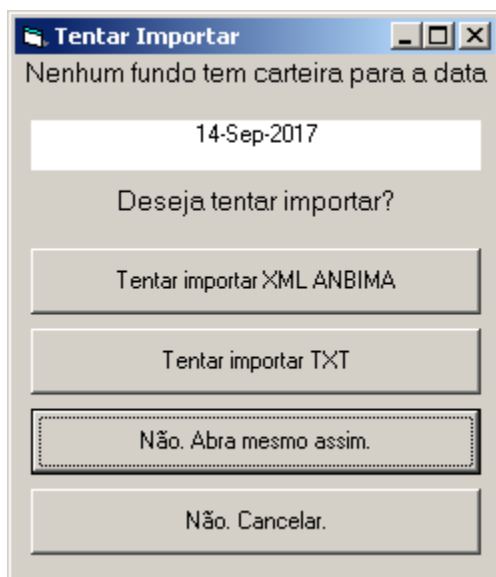 Tentar Importar
Nenhum fundo tem carteira para a data
14-Sep-2017
Deseja tentar importar?
Tentar importar XML ANBIMA
Tentar importar TXT
Não. Abra mesmo assim.
Não. Cancelar.